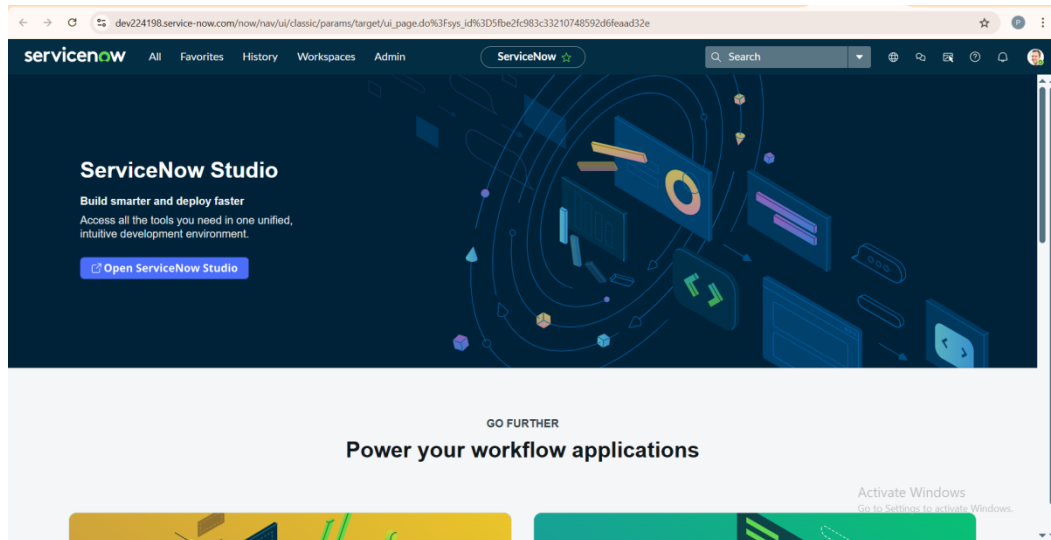 dev224198.service-now.com/now/nav/ui/classic/params/target/ui_page.do%3Fsys_id%3D5fbe2fc983c33210748592d6feaad32e
P
servicenow All Favorites History Workspaces Admin ServiceNow Search
ServiceNow Studio
Build smarter and deploy faster
Access all the tools you need in one unified,
intuitive development environment.
Open ServiceNow Studio
GO FURTHER
Power your workflow applications
Activate Windows
Go to Settings to activate Windows.